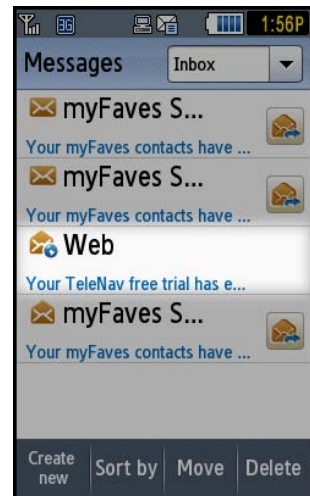 3G 1:56P
Messages Inbox
myFaves S...
Your myFaves contacts have ...
myFaves S...
Your myFaves contacts have ...
Web
Your TeleNav free trial has e...
myFaves S...
Your myFaves contacts have ...
Create new Sort by Move Delete